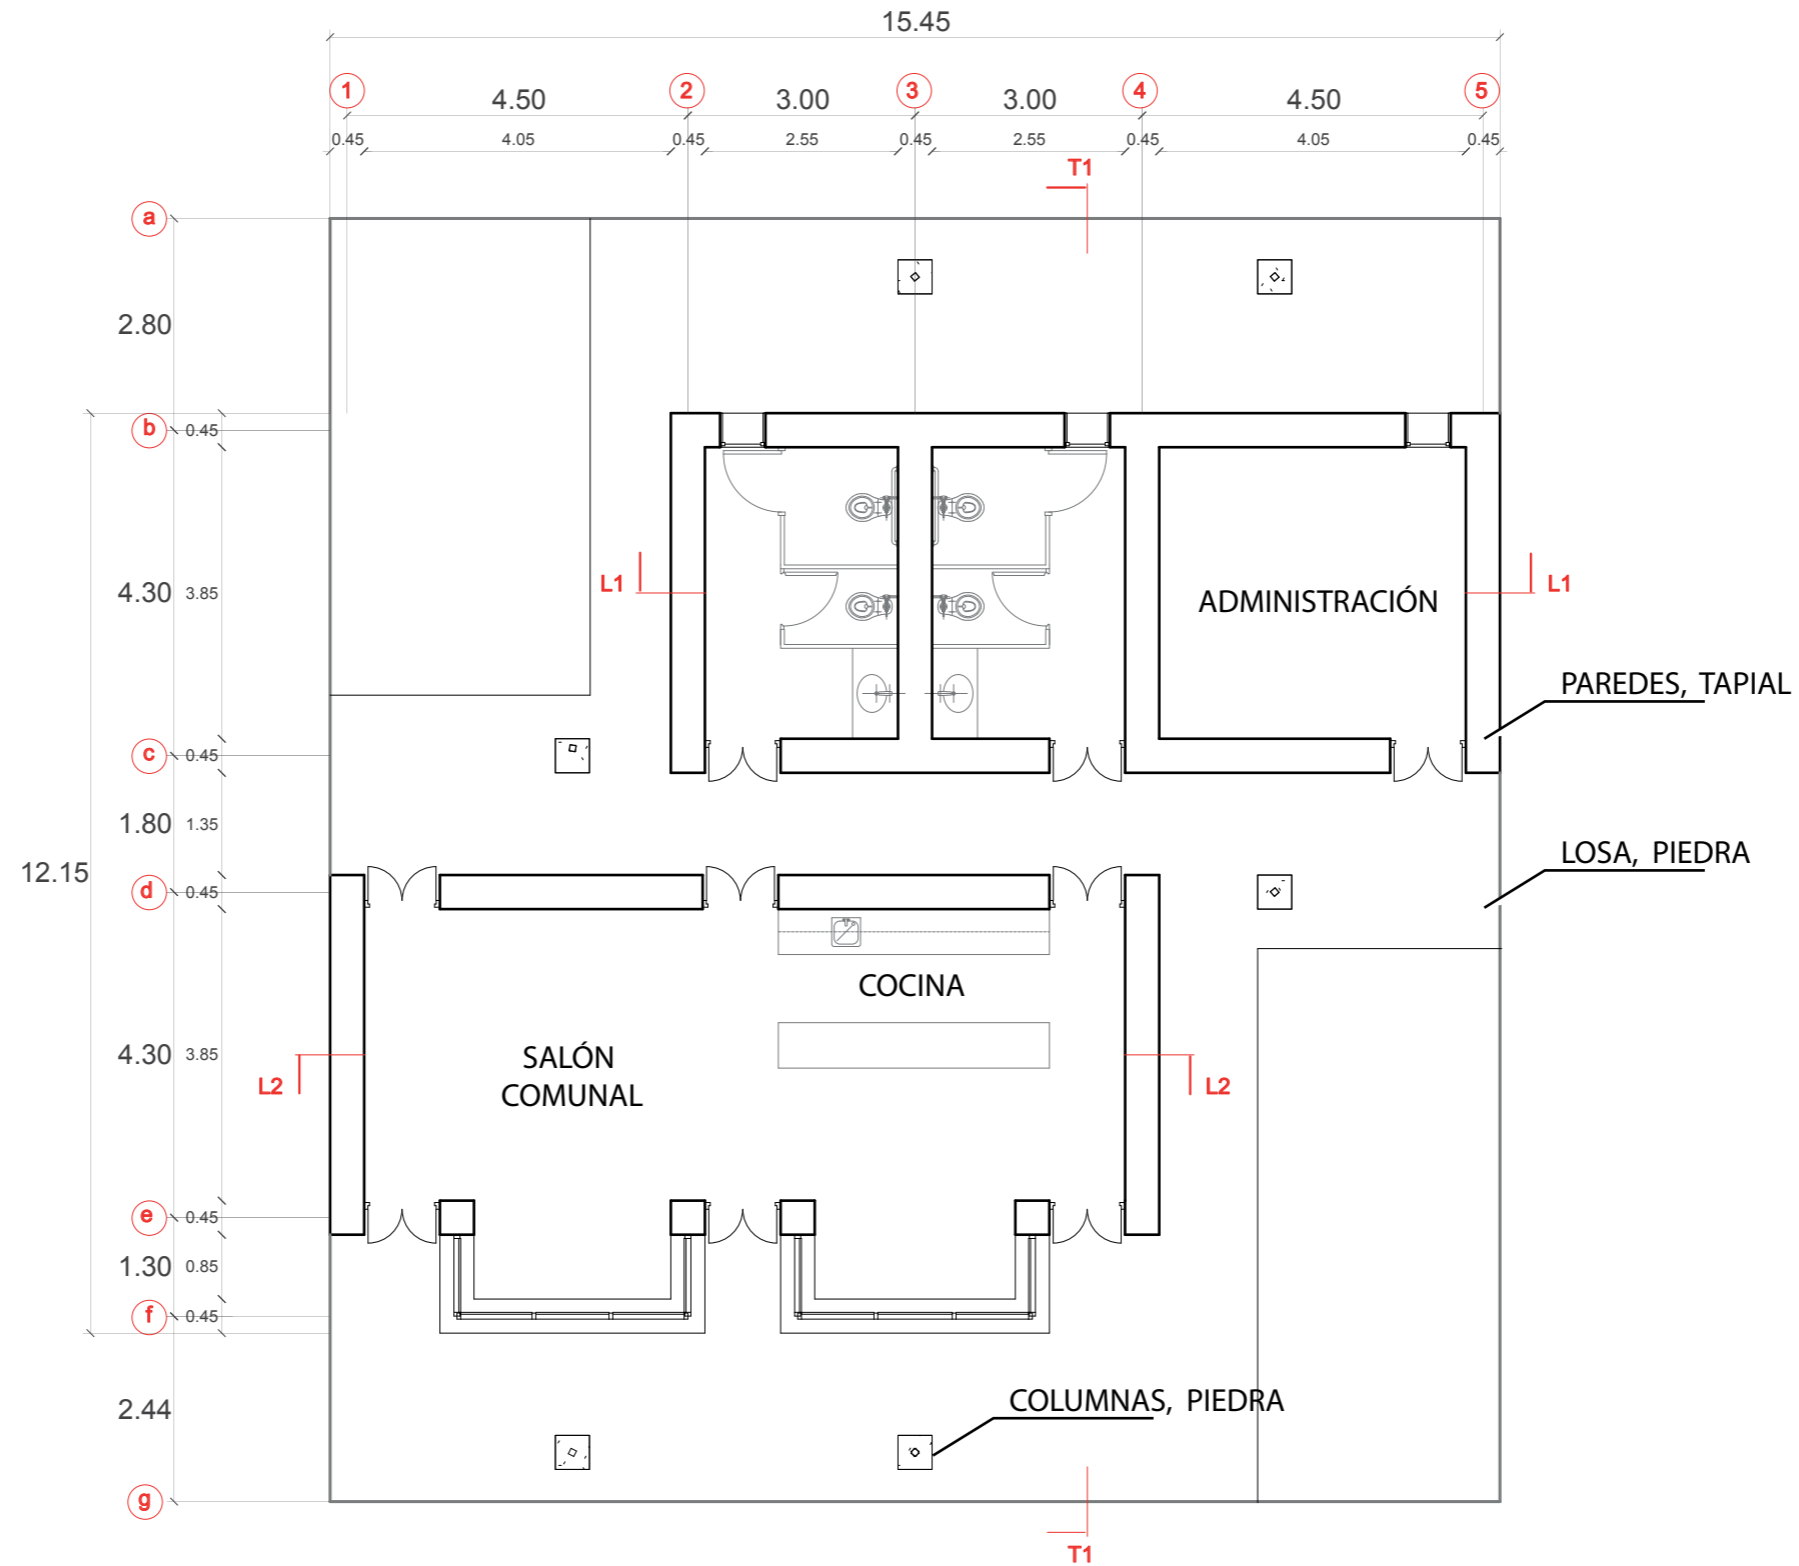 15.45
1 2 3 4 5
4.50 3.00 3.00 4.50
0.45 4.05 0.45 2.55 0.45 2.55 0.45 4.05 0.45
T1
a
2.80
b 0.45
4.30 3.85
L1 L1
ADMINISTRACIÓN
PAREDES, TAPIAL
c 0.45
1.80 1.35
LOSA, PIEDRA
12.15
d 0.45
COCINA
4.30 3.85
SALÓN
COMUNAL
L2 L2
e 0.45
1.30 0.85
f 0.45
2.44
COLUMNAS, PIEDRA
g
T1